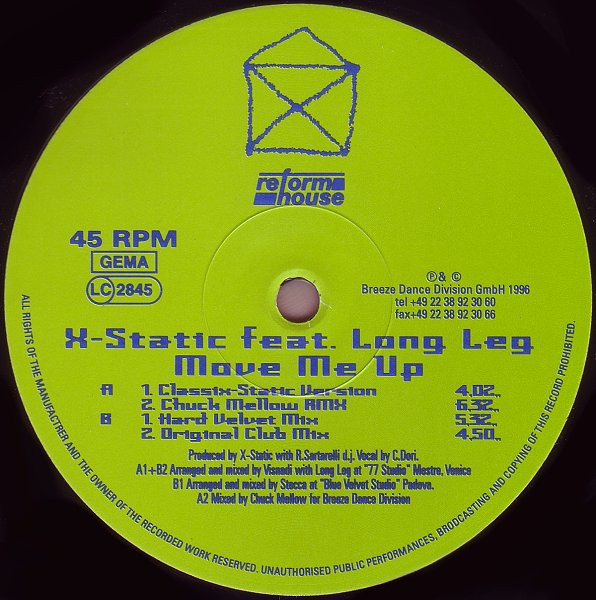 reform
house
45 RPM
GEMA
LC 2845
℗& ©
Breeze Dance Division GmbH 1996
tel +49 22 38 92 30 60
fax+49 22 38 92 30 66
X-Static feat. Long Leg
Move Me Up
A 1. Classix-Static Version 4,02,,
2. Chuck Mellow RMX 6,32,,
B 1. Hard Velvet Mix 5,32,,
2. Original Club Mix 4,50,,
Produced by X-Static with R.Sartarelli d.j. Vocal by C.Dori.
A1+B2 Arranged and mixed by Visnadi with Long Leg at "77 Studio" Mestre, Venice
B1 Arranged and mixed by Stecca at "Blue Velvet Studio" Padova.
A2 Mixed by Chuck Mellow for Breeze Dance Division
ALL RIGHTS OF THE MANUFACTRER AND THE OWNER OF THE RECORDED WORK RESERVED. UNAUTHORISED PUBLIC PERFORMANCES, BRODCASTING AND COPYING OF THIS RECORD PROHIBITED.